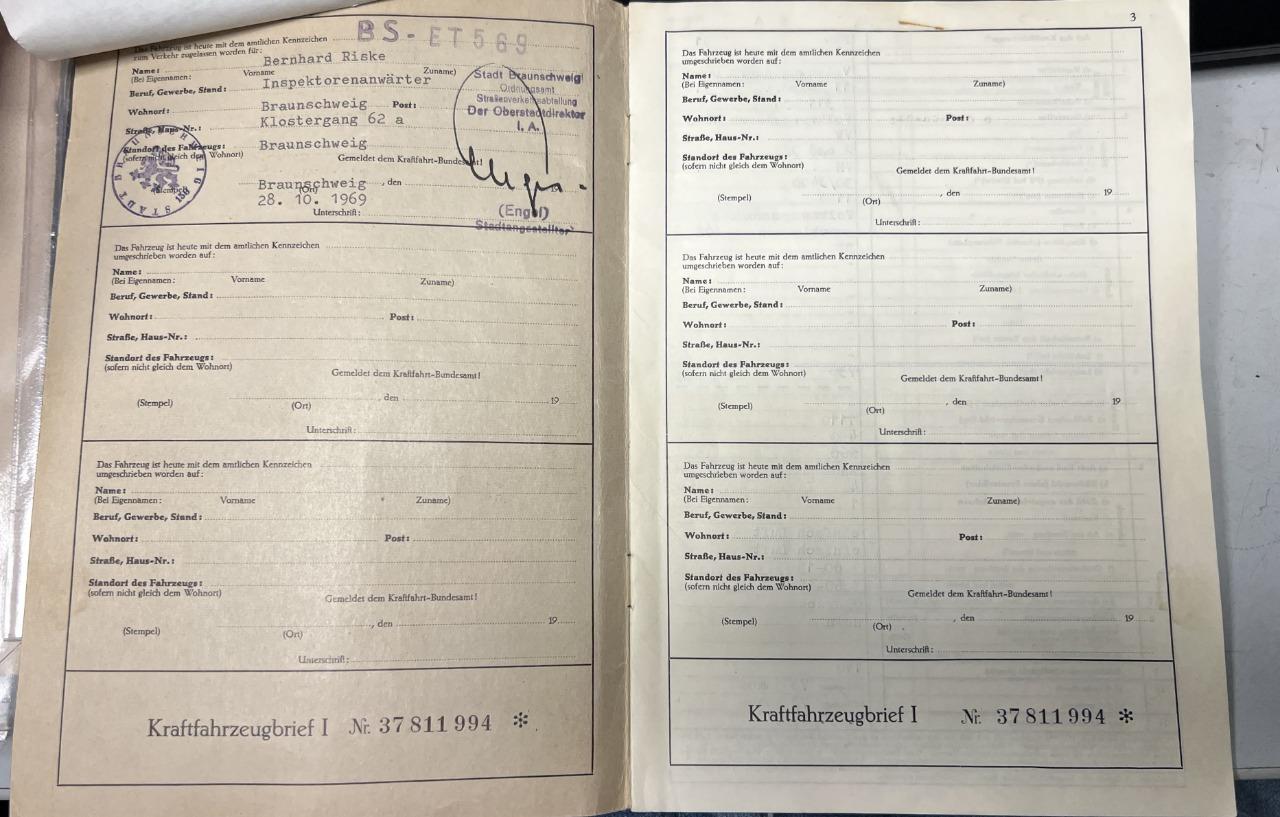 Das Fahrzeug ist heute mit dem amtlichen Kennzeichen BS-ET569
zum Verkehr zugelassen worden für:
Name: Bernhard Riske
(Bei Eigennamen: Vorname Zuname)
Beruf, Gewerbe, Stand: Inspektorenanwärter
Wohnort: Braunschweig Post:
Straße, Haus-Nr.: Klostergang 62 a
Standort des Fahrzeugs: Braunschweig
(sofern nicht gleich dem Wohnort)
Gemeldet dem Kraftfahrt-Bundesamt!
Braunschweig , den
(Stempel) (Ort)
28. 10. 1969
Unterschrift:
Stadt Braunschweig
Ordnungsamt
Straßenverkehrsabteilung
Der Oberstadtdirektor
I. A.
(Engel)
Stadtangestellter
STADT BRAUNSCHWEIG
Das Fahrzeug ist heute mit dem amtlichen Kennzeichen
umgeschrieben worden auf:
Name:
(Bei Eigennamen: Vorname Zuname)
Beruf, Gewerbe, Stand:
Wohnort: Post:
Straße, Haus-Nr.:
Standort des Fahrzeugs:
(sofern nicht gleich dem Wohnort)
Gemeldet dem Kraftfahrt-Bundesamt!
, den 19
(Stempel) (Ort)
Unterschrift:
Das Fahrzeug ist heute mit dem amtlichen Kennzeichen
umgeschrieben worden auf:
Name:
(Bei Eigennamen: Vorname Zuname)
Beruf, Gewerbe, Stand:
Wohnort: Post:
Straße, Haus-Nr.:
Standort des Fahrzeugs:
(sofern nicht gleich dem Wohnort)
Gemeldet dem Kraftfahrt-Bundesamt!
, den 19
(Stempel) (Ort)
Unterschrift:
Kraftfahrzeugbrief I Nr. 37 811 994 *
3
Das Fahrzeug ist heute mit dem amtlichen Kennzeichen
umgeschrieben worden auf:
Name:
(Bei Eigennamen: Vorname Zuname)
Beruf, Gewerbe, Stand:
Wohnort: Post:
Straße, Haus-Nr.:
Standort des Fahrzeugs:
(sofern nicht gleich dem Wohnort)
Gemeldet dem Kraftfahrt-Bundesamt!
, den 19
(Stempel) (Ort)
Unterschrift:
Das Fahrzeug ist heute mit dem amtlichen Kennzeichen
umgeschrieben worden auf:
Name:
(Bei Eigennamen: Vorname Zuname)
Beruf, Gewerbe, Stand:
Wohnort: Post:
Straße, Haus-Nr.:
Standort des Fahrzeugs:
(sofern nicht gleich dem Wohnort)
Gemeldet dem Kraftfahrt-Bundesamt!
, den 19
(Stempel) (Ort)
Unterschrift:
Das Fahrzeug ist heute mit dem amtlichen Kennzeichen
umgeschrieben worden auf:
Name:
(Bei Eigennamen: Vorname Zuname)
Beruf, Gewerbe, Stand:
Wohnort: Post:
Straße, Haus-Nr.:
Standort des Fahrzeugs:
(sofern nicht gleich dem Wohnort)
Gemeldet dem Kraftfahrt-Bundesamt!
, den 19
(Stempel) (Ort)
Unterschrift:
Kraftfahrzeugbrief I Nr. 37 811 994 *